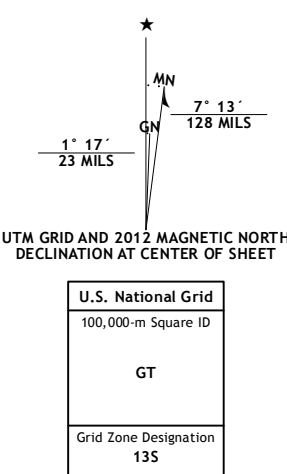 ★
MN
7° 13´
128 MILS
GN
1° 17´
23 MILS
UTM GRID AND 2012 MAGNETIC NORTH
DECLINATION AT CENTER OF SHEET
U.S. National Grid
100,000-m Square ID
GT
Grid Zone Designation
13S